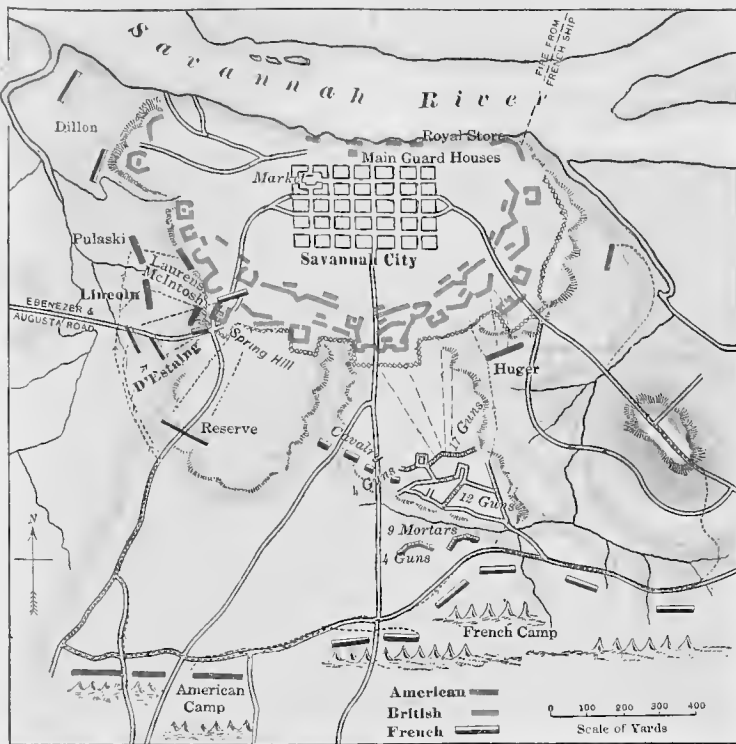 Savannah River
FIRE FROM
FRENCH SHIP
Dillon
Royal Store
Main Guard Houses
Market
Pulaski
Laurens
McIntosh
Savannah City
Lincoln
EBENEZER &
AUGUSTA ROAD
Spring Hill
D'Estaing
Huger
Reserve
Cavalry
17 Guns
4 Guns
12 Guns
9 Mortars
4 Guns
N
French Camp
American
Camp
American
British
French
0 100 200 300 400
Scale of Yards